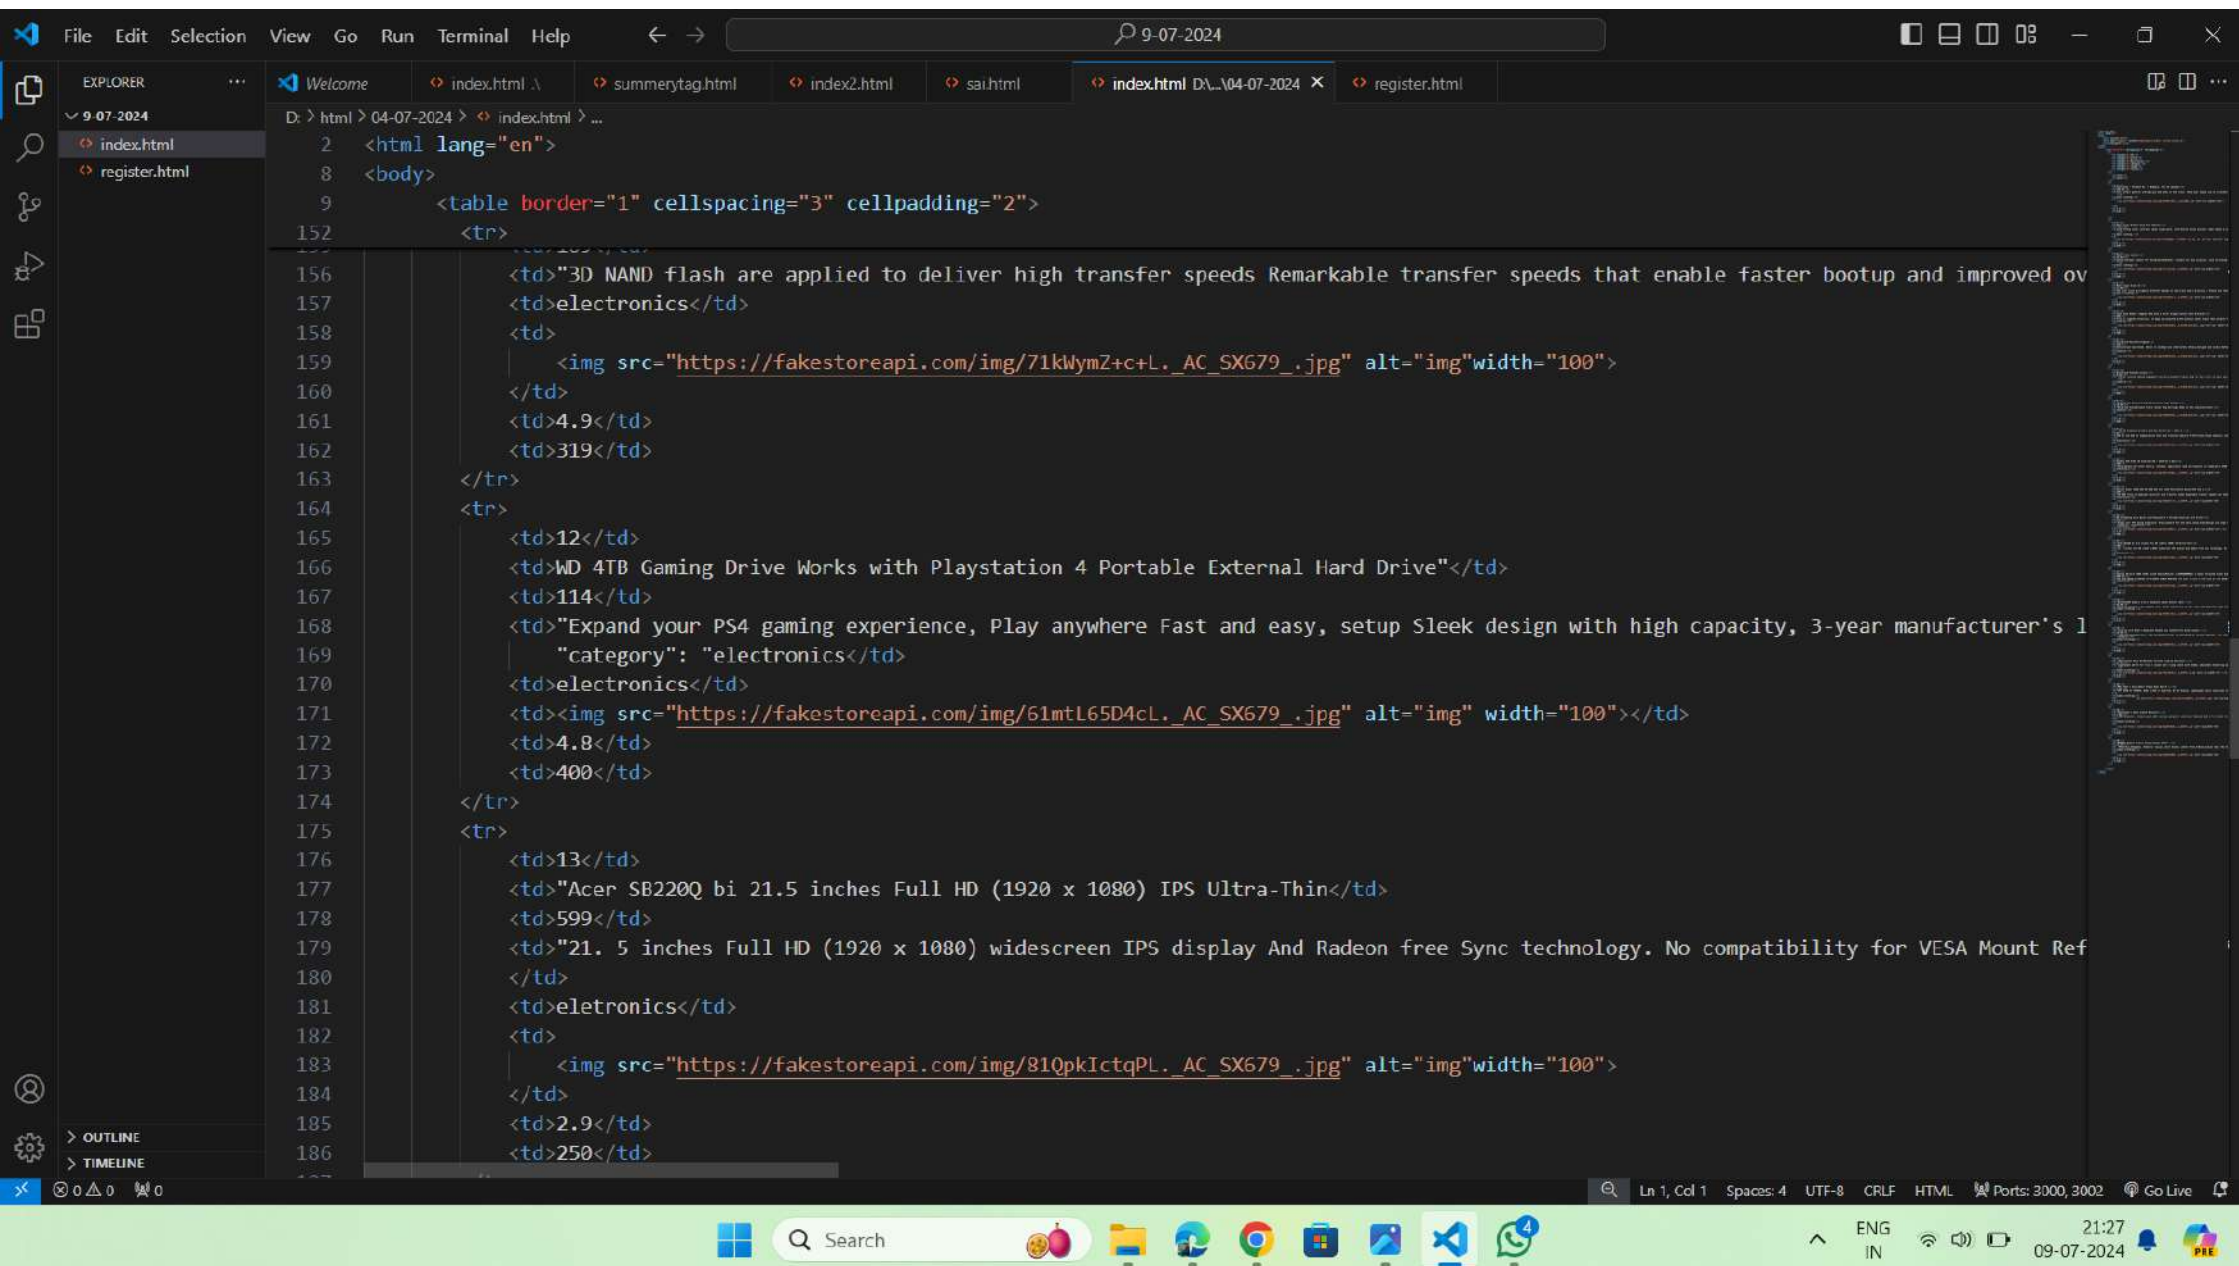 File Edit Selection View Go Run Terminal Help 9-07-2024
EXPLORER
Welcome index.html .\ summerytag.html index2.html sai.html index.html D:\...\04-07-2024 register.html
9-07-2024
index.html
register.html
D: > html > 04-07-2024 > index.html > ...
2 <html lang="en">
8 <body>
9 <table border="1" cellspacing="3" cellpadding="2">
152 <tr>
156 <td>"3D NAND flash are applied to deliver high transfer speeds Remarkable transfer speeds that enable faster bootup and improved ov
157 <td>electronics</td>
158 <td>
159 <img src="https://fakestoreapi.com/img/71kWymZ+c+L._AC_SX679_.jpg" alt="img"width="100">
160 </td>
161 <td>4.9</td>
162 <td>319</td>
163 </tr>
164 <tr>
165 <td>12</td>
166 <td>WD 4TB Gaming Drive Works with Playstation 4 Portable External Hard Drive"</td>
167 <td>114</td>
168 <td>"Expand your PS4 gaming experience, Play anywhere Fast and easy, setup Sleek design with high capacity, 3-year manufacturer's l
169 "category": "electronics</td>
170 <td>electronics</td>
171 <td><img src="https://fakestoreapi.com/img/61mtL65D4cL._AC_SX679_.jpg" alt="img" width="100"></td>
172 <td>4.8</td>
173 <td>400</td>
174 </tr>
175 <tr>
176 <td>13</td>
177 <td>"Acer SB220Q bi 21.5 inches Full HD (1920 x 1080) IPS Ultra-Thin</td>
178 <td>599</td>
179 <td>"21. 5 inches Full HD (1920 x 1080) widescreen IPS display And Radeon free Sync technology. No compatibility for VESA Mount Ref
180 </td>
181 <td>eletronics</td>
182 <td>
183 <img src="https://fakestoreapi.com/img/81QpkIctqPL._AC_SX679_.jpg" alt="img"width="100">
184 </td>
185 <td>2.9</td>
186 <td>250</td>
OUTLINE
TIMELINE
0 0 0 Ln 1, Col 1 Spaces: 4 UTF-8 CRLF HTML Ports: 3000, 3002 Go Live
Search
4
ENG
IN
21:27
09-07-2024
PRE